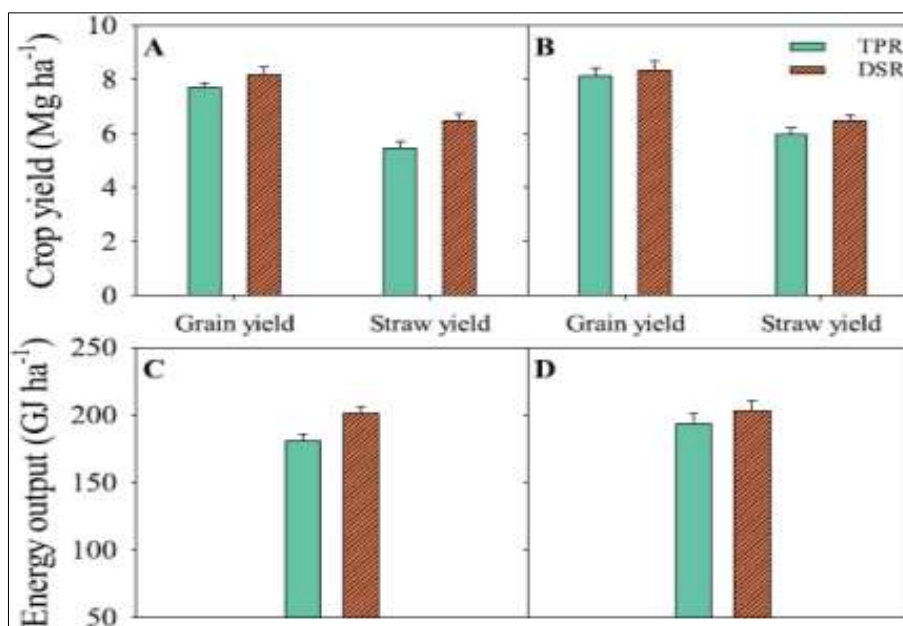 Crop yield (Mg ha⁻¹)
10
8
6
4
2
0
A
B
TPR
DSR
Grain yield
Straw yield
Grain yield
Straw yield
Energy output (GJ ha⁻¹)
250
200
150
100
50
C
D